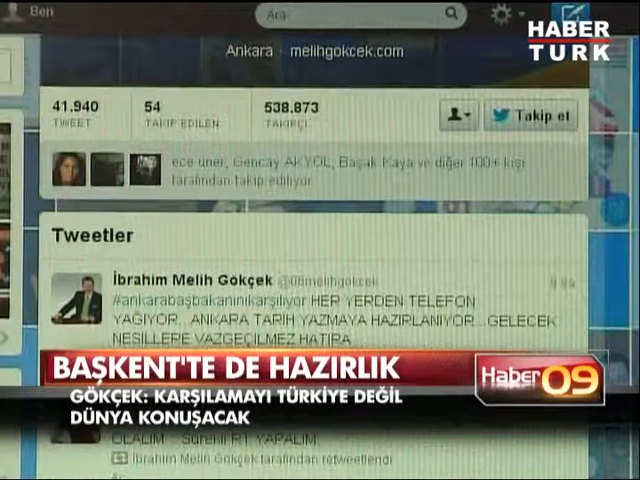 Ben
Ara
HABER
TURK
Ankara · melihgokcek.com
41.940
54
538.873
TWEET
TAKİP EDİLEN
TAKİPÇİ
Takip et
ece üner, Gencay AKYOL, Başak Kaya ve diğer 100+ kişi
tarafından takip ediliyor
Tweetler
İbrahim Melih Gökçek @06melihgokcek
#ankarabaşbakanınıkarşılıyor HER YERDEN TELEFON
YAĞIYOR...ANKARA TARİH YAZMAYA HAZIRLANIYOR...GELECEK
NESİLLERE VAZGEÇİLMEZ HATIRA...
BAŞKENT'TE DE HAZIRLIK
Haber 09
GÖKÇEK: KARŞILAMAYI TÜRKİYE DEĞİL
DÜNYA KONUŞACAK
OLALIM Sürekli RT YAPALIM.
İbrahim Melih Gökçek tarafından retweetlendi